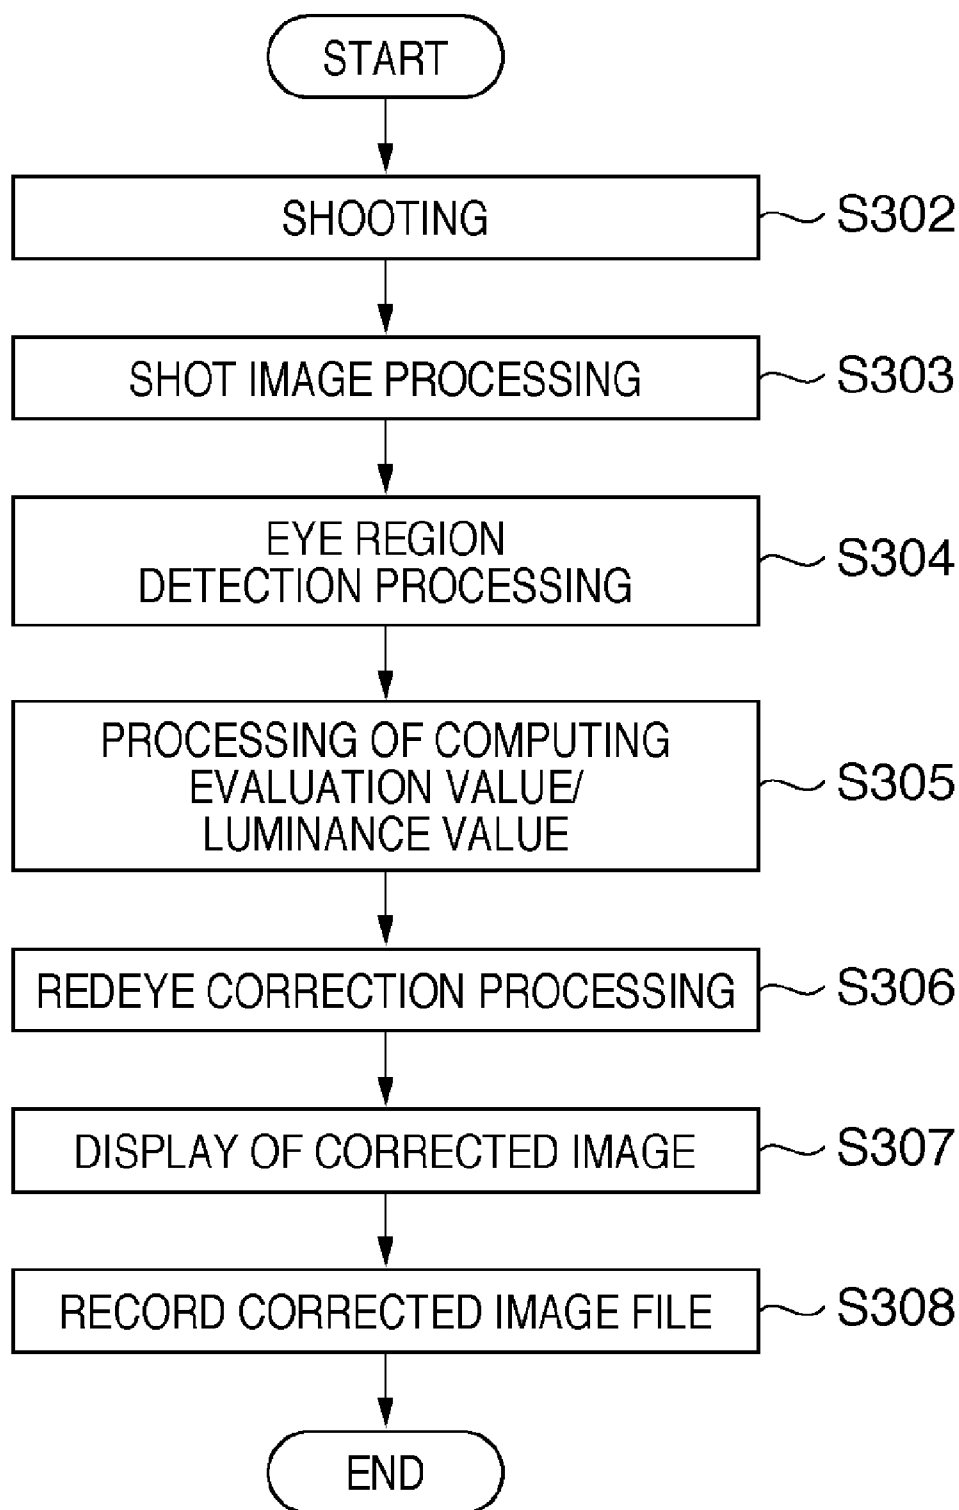 START
SHOOTING
S302
SHOT IMAGE PROCESSING
S303
EYE REGION
DETECTION PROCESSING
S304
PROCESSING OF COMPUTING
EVALUATION VALUE/
LUMINANCE VALUE
S305
REDEYE CORRECTION PROCESSING
S306
DISPLAY OF CORRECTED IMAGE
S307
RECORD CORRECTED IMAGE FILE
S308
END